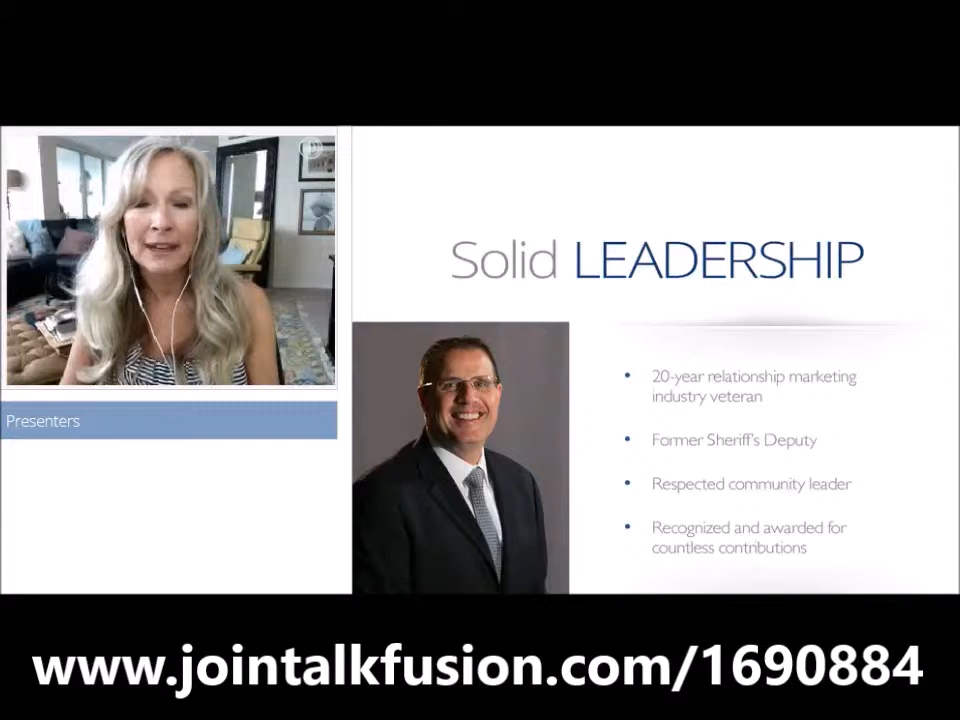 Presenters
Solid LEADERSHIP
20-year relationship marketing
industry veteran
Former Sheriff's Deputy
Respected community leader
Recognized and awarded for
countless contributions
www.jointalkfusion.com/1690884